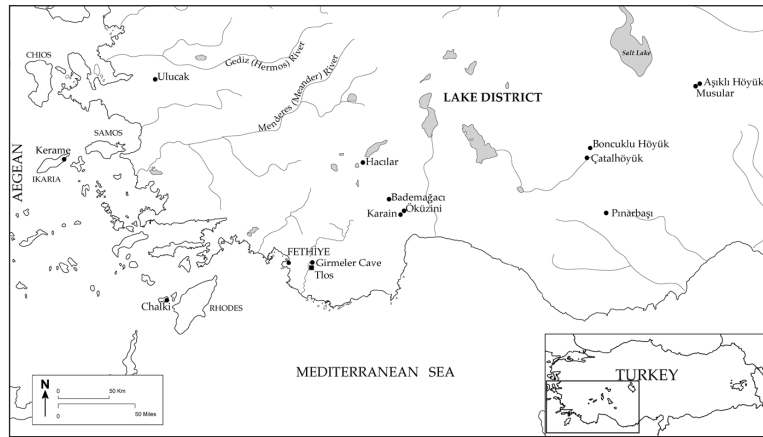 CHIOS
Ulucak
Gediz (Hermos) River
Menderes (Meander) River
Salt Lake
Aşıklı Höyük
Musular
LAKE DISTRICT
SAMOS
Kerame
IKARIA
AEGEAN
Hacılar
Boncuklu Höyük
Çatalhöyük
Bademağacı
Öküzini
Karain
Pınarbaşı
FETHİYE
Girmeler Cave
Tlos
Chalki
RHODES
MEDITERRANEAN SEA
TURKEY
N
0 50 Km
0 50 Miles